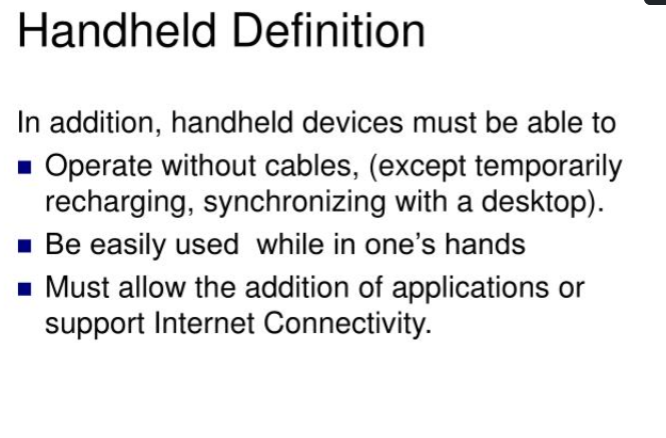 Handheld Definition
In addition, handheld devices must be able to
■ Operate without cables, (except temporarily
recharging, synchronizing with a desktop).
■ Be easily used  while in one’s hands
■ Must allow the addition of applications or
support Internet Connectivity.